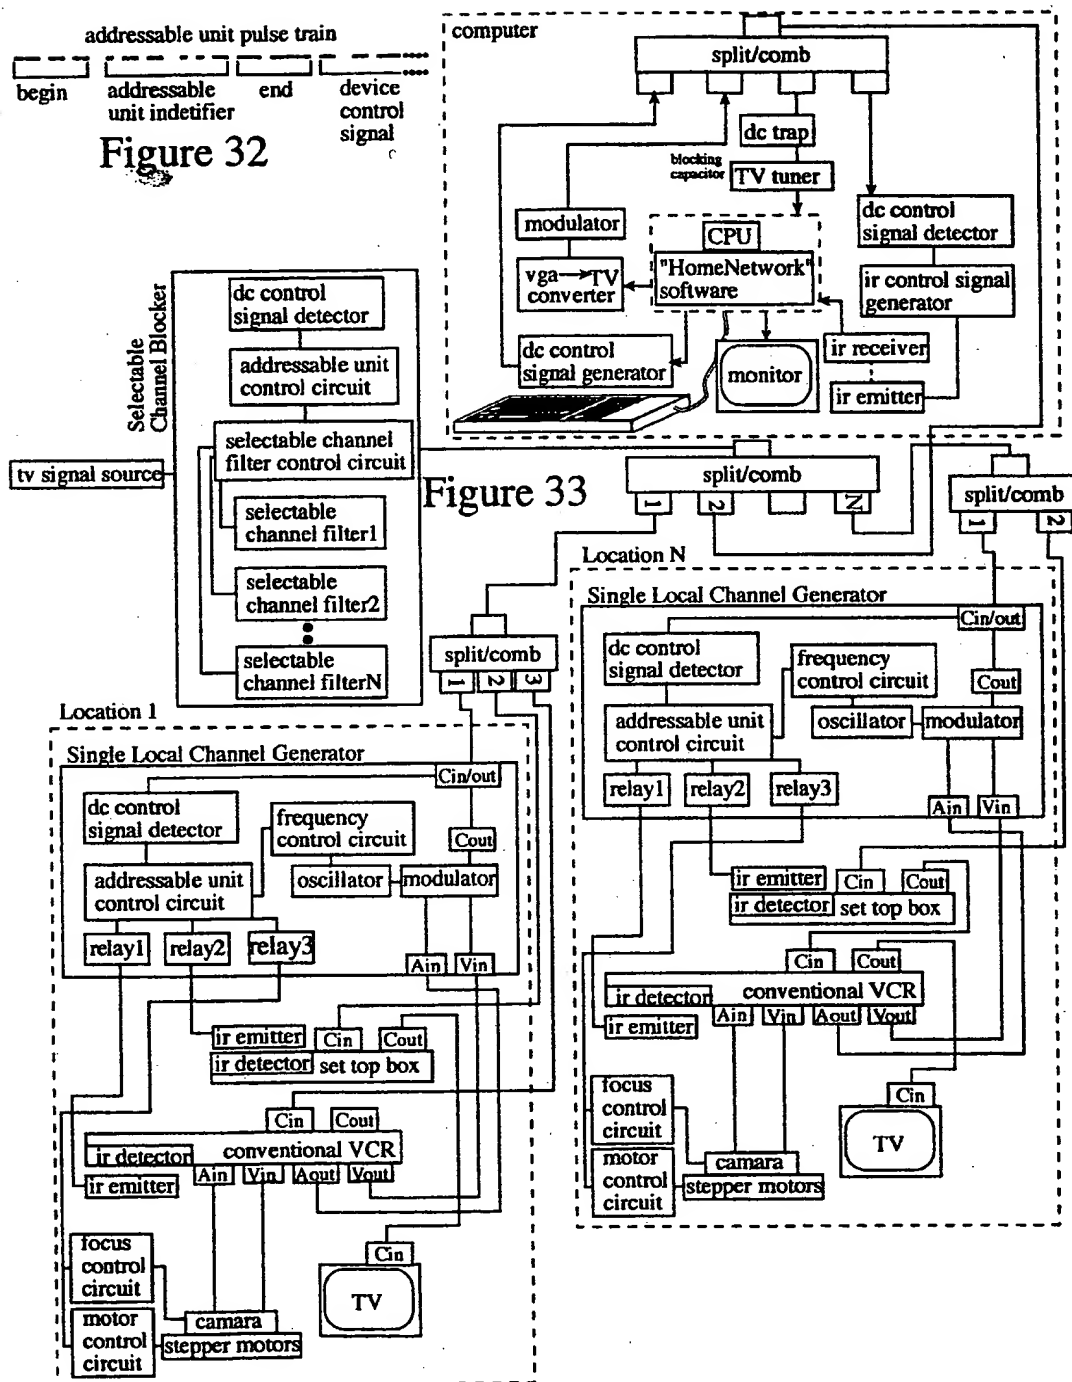 addressable unit pulse train
begin
addressable
unit indetifier
end
device
control
signal
Figure 32
computer
split/comb
dc trap
blocking
capacitor
TV tuner
modulator
CPU
"HomeNetwork"
software
vga→TV
converter
dc control
signal generator
monitor
dc control
signal detector
ir control signal
generator
ir receiver
ir emitter
Selectable
Channel Blocker
dc control
signal detector
addressable unit
control circuit
selectable channel
filter control circuit
selectable
channel filter1
selectable
channel filter2
selectable
channel filterN
tv signal source
Figure 33
split/comb
1
2
N
split/comb
1
2
split/comb
1
2
3
Location 1
Single Local Channel Generator
Cin/out
dc control
signal detector
frequency
control circuit
Cout
addressable unit
control circuit
oscillator
modulator
relay1
relay2
relay3
Ain
Vin
ir emitter
Cin
Cout
ir detector
set top box
Cin
Cout
ir detector
conventional VCR
ir emitter
Ain
Vin
Aout
Vout
focus
control
circuit
motor
control
circuit
camara
stepper motors
Cin
TV
Location N
Single Local Channel Generator
Cin/out
dc control
signal detector
frequency
control circuit
Cout
addressable unit
control circuit
oscillator
modulator
relay1
relay2
relay3
Ain
Vin
ir emitter
Cin
Cout
ir detector
set top box
Cin
Cout
ir detector
conventional VCR
ir emitter
Ain
Vin
Aout
Vout
focus
control
circuit
motor
control
circuit
camara
stepper motors
Cin
TV